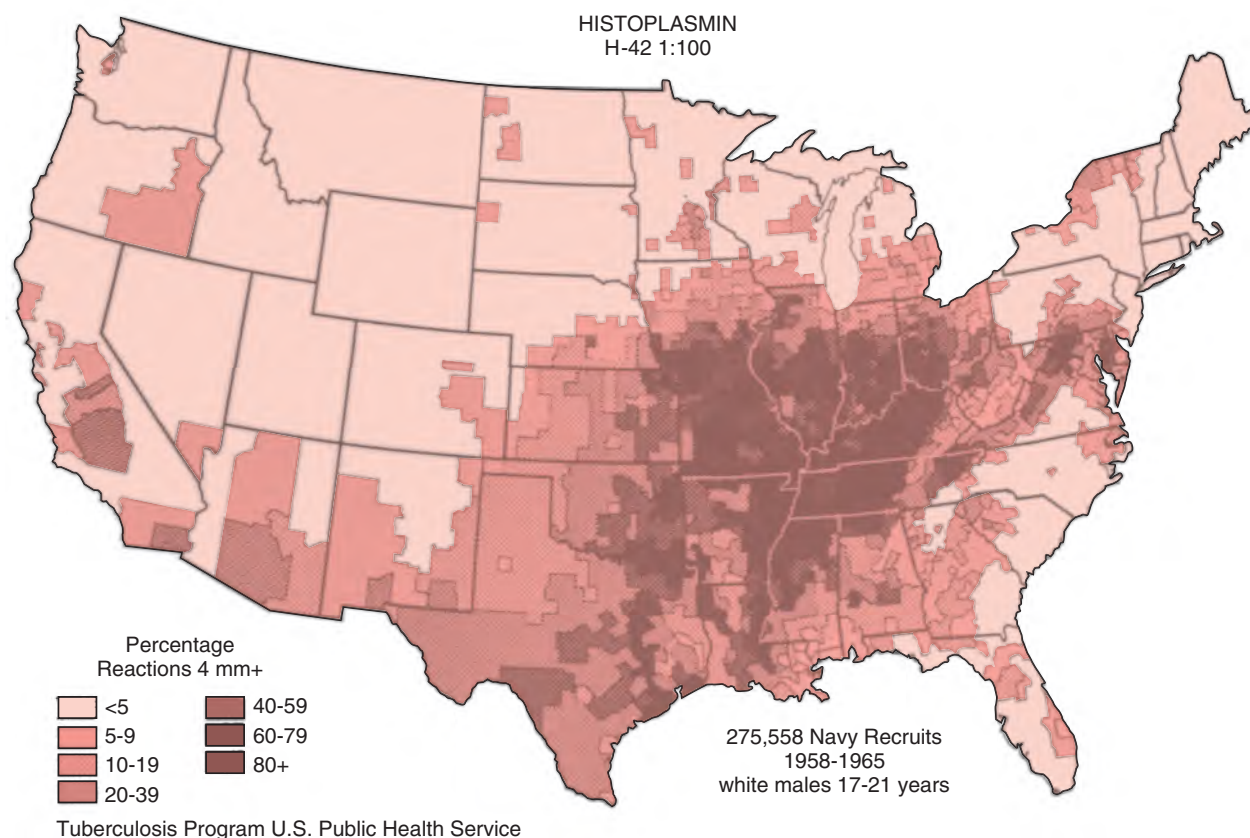 HISTOPLASMIN
H-42 1:100
Percentage
Reactions 4 mm+
<5
5-9
10-19
20-39
40-59
60-79
80+
275,558 Navy Recruits
1958-1965
white males 17-21 years
Tuberculosis Program U.S. Public Health Service